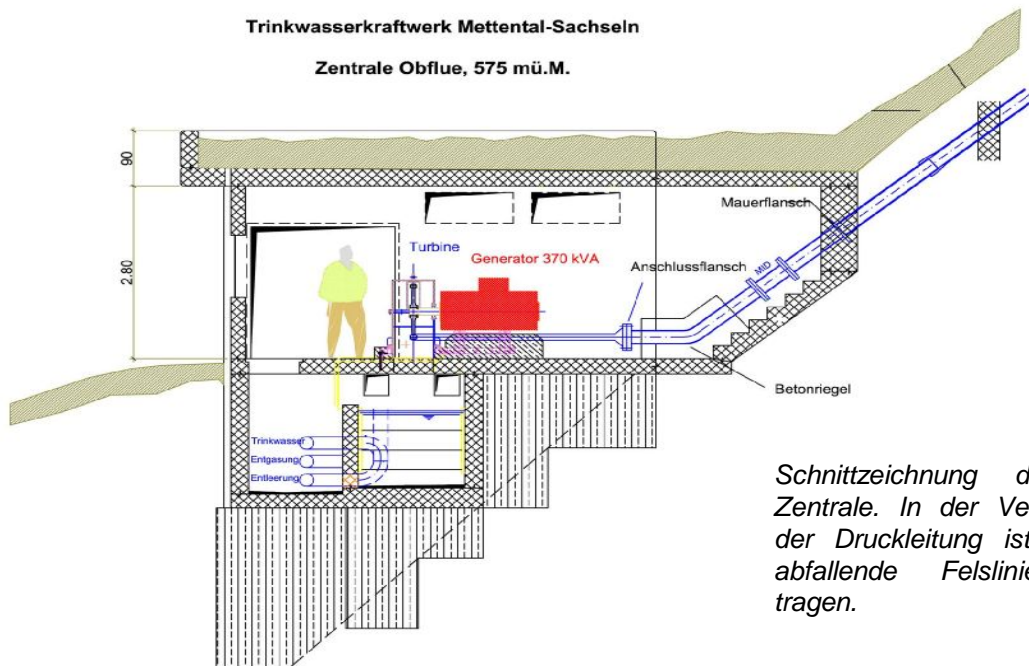 Trinkwasserkraftwerk Mettental-Sachseln
Zentrale Obflue, 575 mü.M.
90
2.80
Mauerflansch
Turbine
Generator 370 kVA
Anschlussflansch
MID
Betonriegel
Trinkwasser
Entgasung
Entleerung
Schnittzeichnung d
Zentrale. In der Ve
der Druckleitung ist
abfallende Felslinie
tragen.